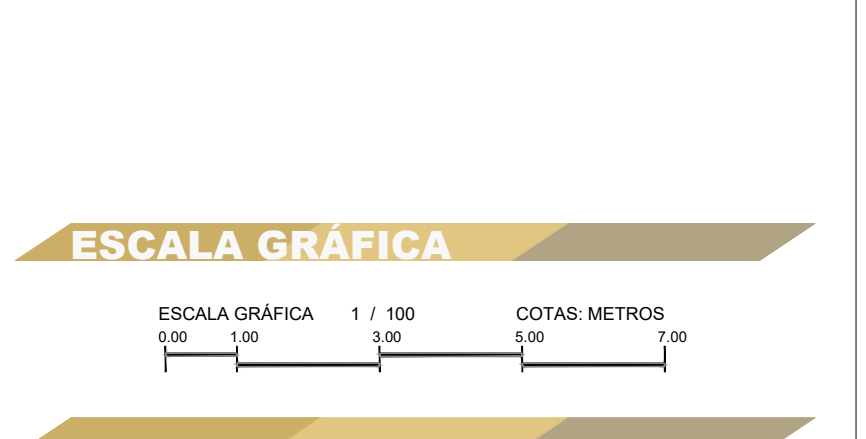 ESCALA GRÁFICA
ESCALA GRÁFICA 1 / 100 COTAS: METROS
0.00 1.00 3.00 5.00 7.00